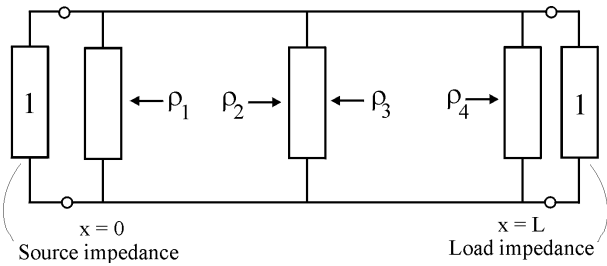 1 ρ1 ρ2 ρ3 ρ4 1
x = 0 x = L
Source impedance Load impedance